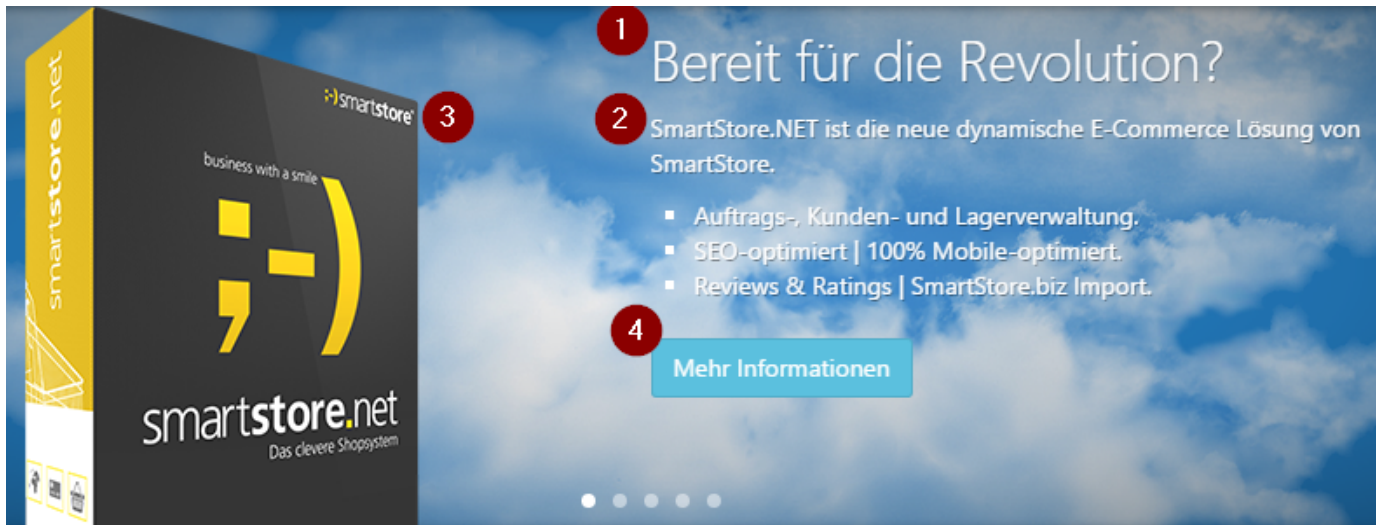 smartstore.net
;-)smartstore
business with a smile
;-)
smartstore.net
Das clevere Shopsystem
3
1
Bereit für die Revolution?
2
SmartStore.NET ist die neue dynamische E-Commerce Lösung von
SmartStore.
Auftrags-, Kunden- und Lagerverwaltung.
SEO-optimiert | 100% Mobile-optimiert.
Reviews & Ratings | SmartStore.biz Import.
4
Mehr Informationen